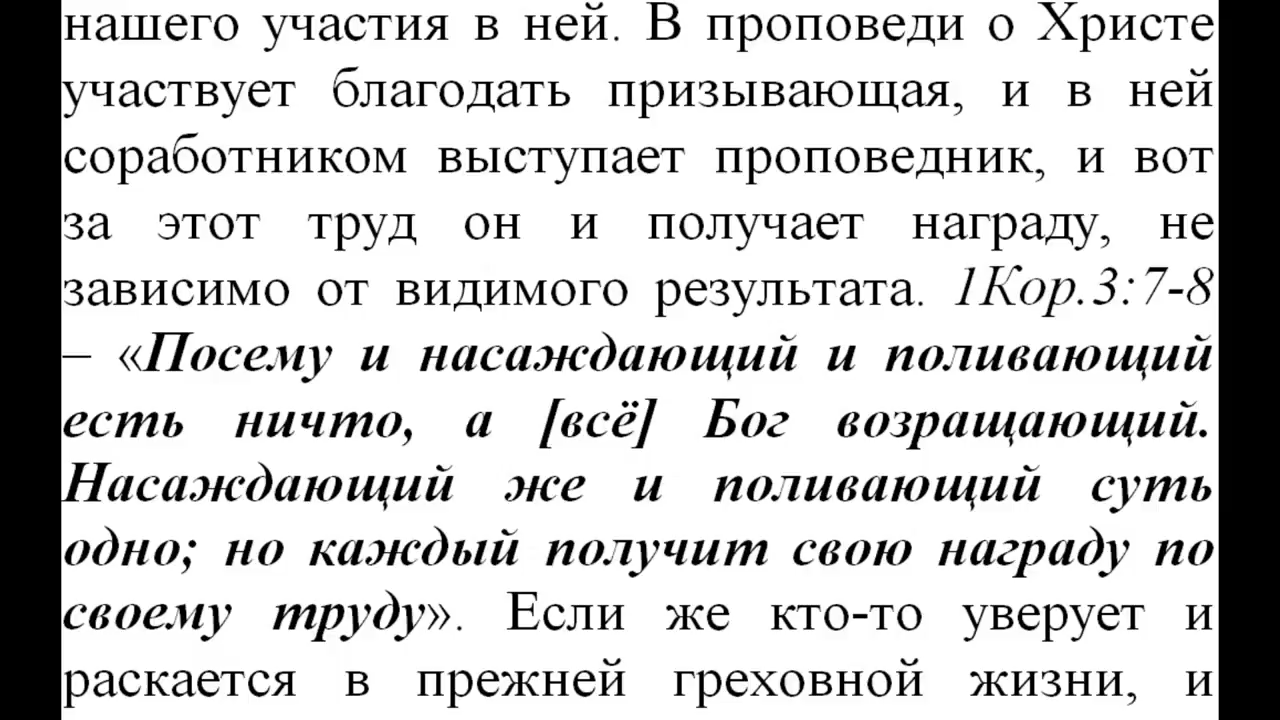 нашего участия в ней. В проповеди о Христе
участвует благодать призывающая, и в ней
соработником выступает проповедник, и вот
за этот труд он и получает награду, не
зависимо от видимого результата. 1Кор.3:7-8
– «Посему и насаждающий и поливающий
есть ничто, а [всё] Бог возращающий.
Насаждающий же и поливающий суть
одно; но каждый получит свою награду по
своему труду». Если же кто-то уверует и
раскается в прежней греховной жизни, и